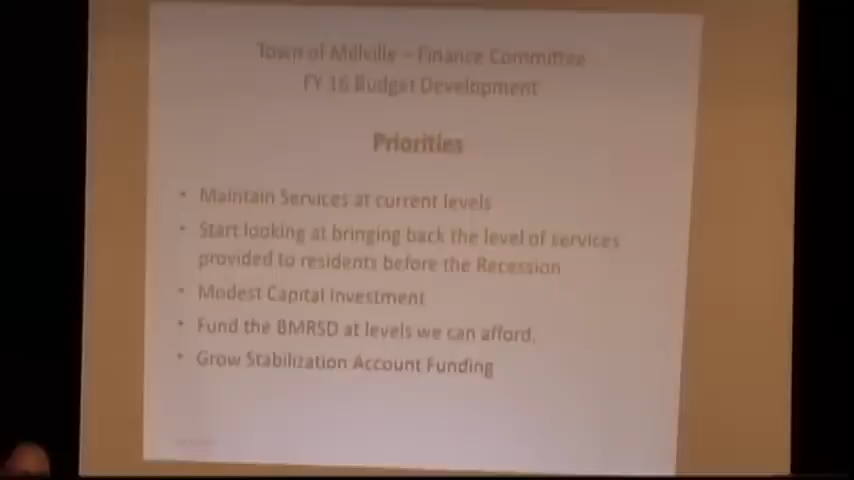 Town of Millville – Finance Committee
FY 16 Budget Development
Priorities
• Maintain Services at current levels
• Start looking at bringing back the level of services
provided to residents before the Recession
• Modest Capital Investment
• Fund the BMRSD at levels we can afford.
• Grow Stabilization Account Funding